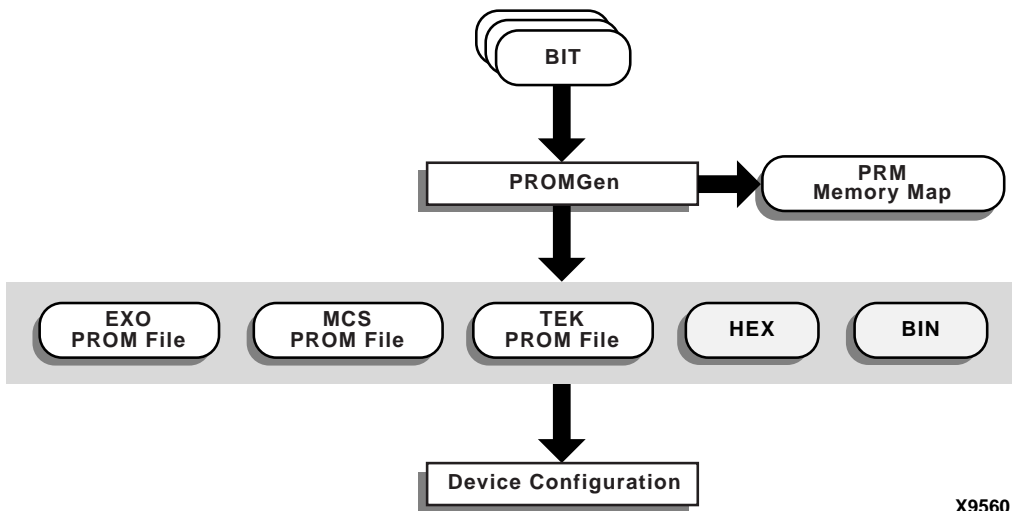 BIT
PROMGen
PRM
Memory Map
EXO
PROM File
MCS
PROM File
TEK
PROM File
HEX
BIN
Device Configuration
X9560